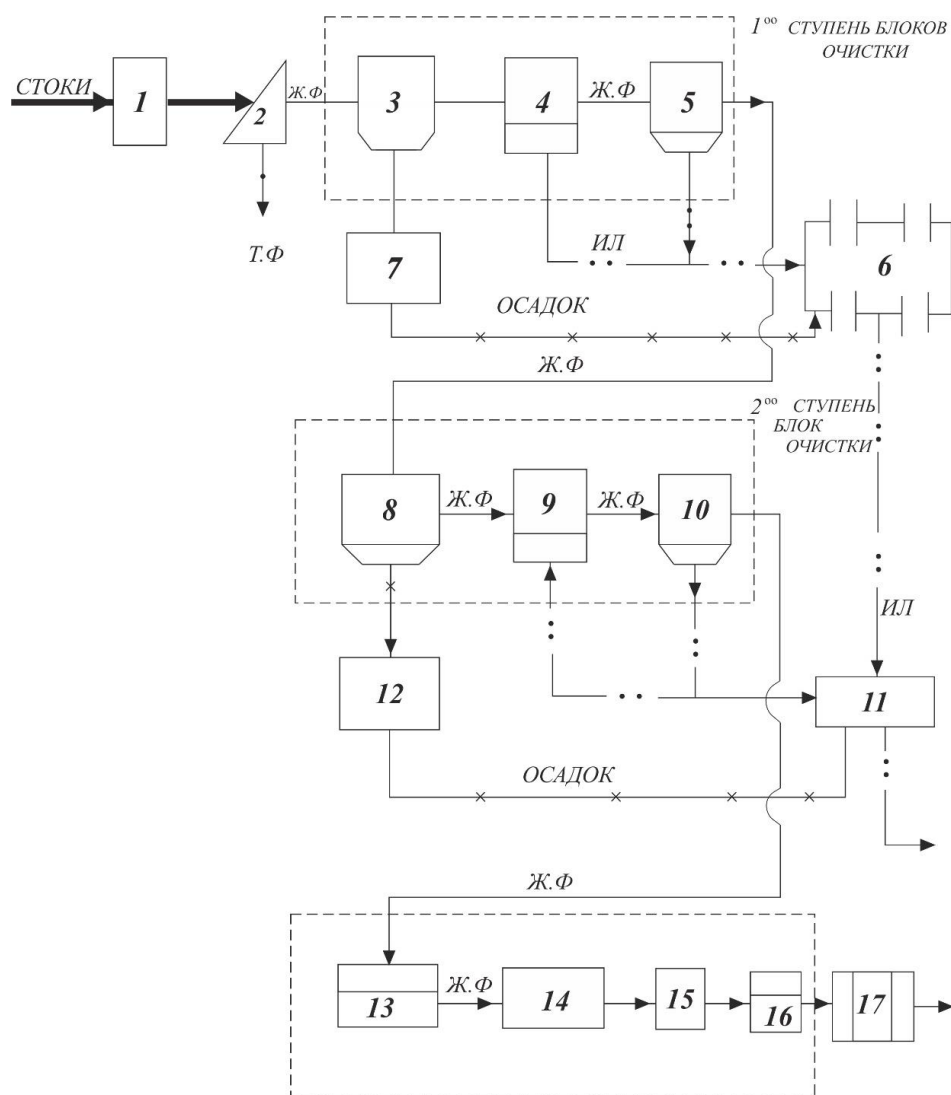 1ᵒᵒ СТУПЕНЬ БЛОКОВ
ОЧИСТКИ
СТОКИ
1
2
Ж.Ф
3
4
Ж.Ф
5
Т.Ф
7
ИЛ
6
ОСАДОК
Ж.Ф
2ᵒᵒ СТУПЕНЬ
БЛОК
ОЧИСТКИ
8
Ж.Ф
9
Ж.Ф
10
ИЛ
12
11
ОСАДОК
Ж.Ф
13
Ж.Ф
14
15
16
17